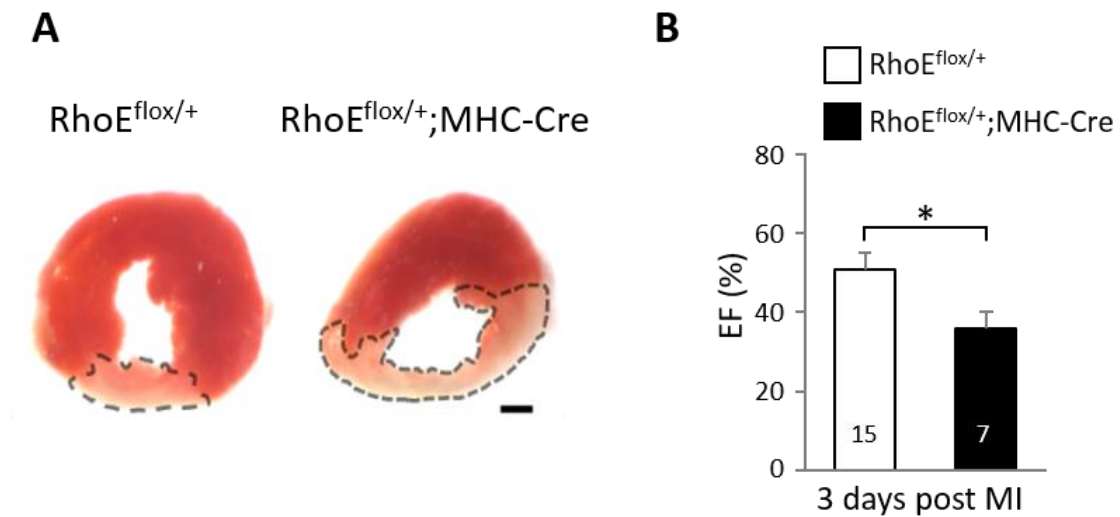 A
RhoE^flox/+
RhoE^flox/+;MHC-Cre
B
RhoE^flox/+
RhoE^flox/+;MHC-Cre
EF (%)
80
60
40
20
0
*
15
7
3 days post MI